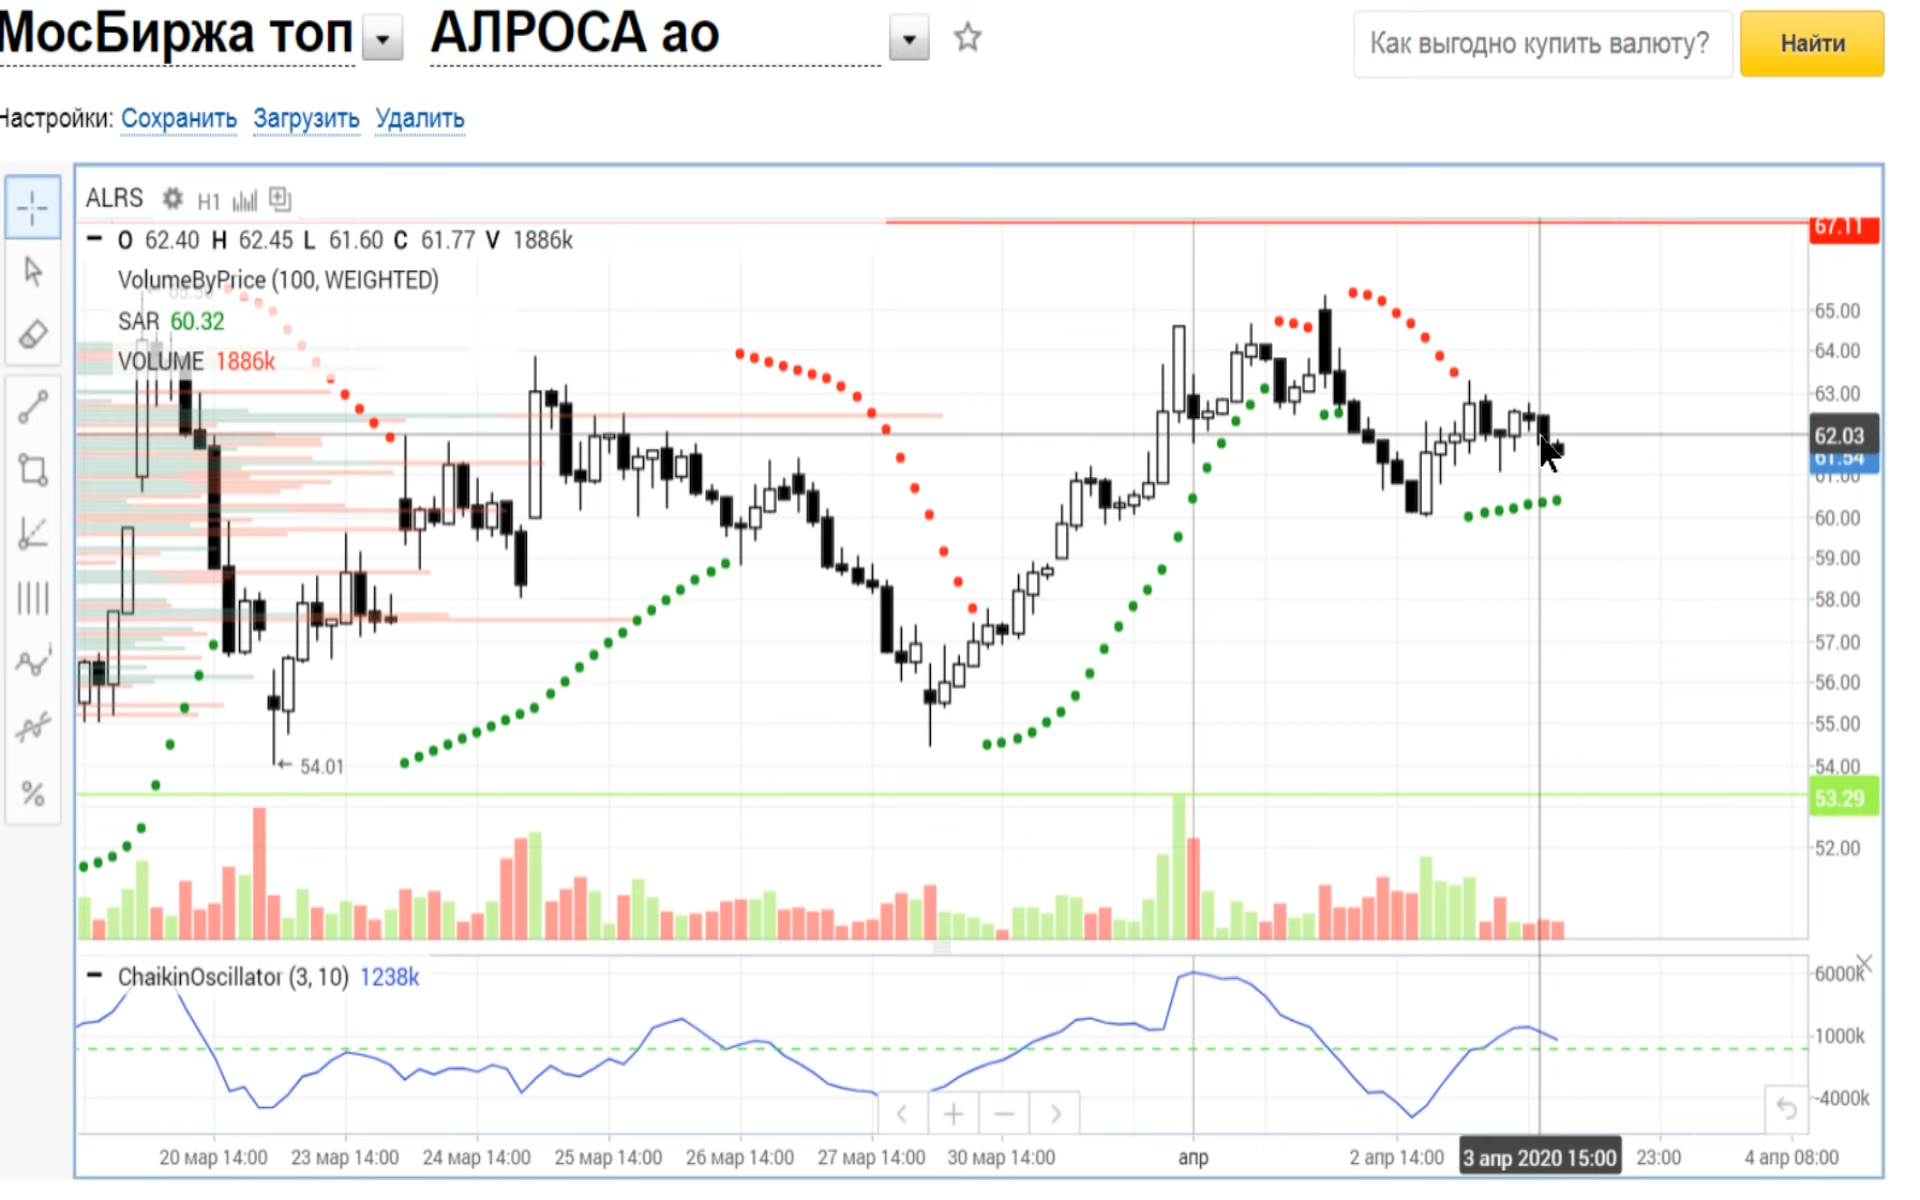 МосБиржа топ АЛРОСА ао Как выгодно купить валюту? Найти
Настройки: Сохранить Загрузить Удалить
ALRS H1
O 62.40 H 62.45 L 61.60 C 61.77 V 1886k
VolumeByPrice (100, WEIGHTED)
SAR 60.32
VOLUME 1886k
67.11
65.00
64.00
63.00
62.03
61.54
61.00
60.00
59.00
58.00
57.00
56.00
55.00
54.00
54.01
53.29
52.00
ChaikinOscillator (3, 10) 1238k
6000k
1000k
-4000k
20 мар 14:00 23 мар 14:00 24 мар 14:00 25 мар 14:00 26 мар 14:00 27 мар 14:00 30 мар 14:00 апр 2 апр 14:00 3 апр 2020 15:00 23:00 4 апр 08:00